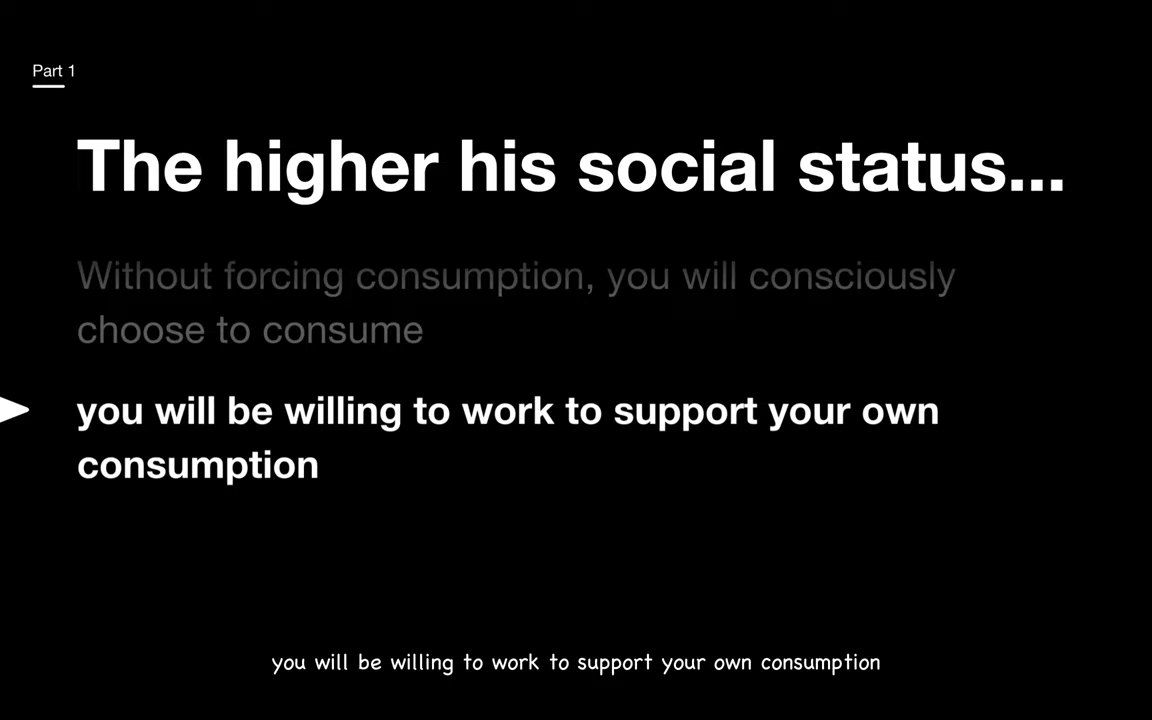 Part 1
The higher his social status...
Without forcing consumption, you will consciously
choose to consume
you will be willing to work to support your own
consumption
you will be willing to work to support your own consumption